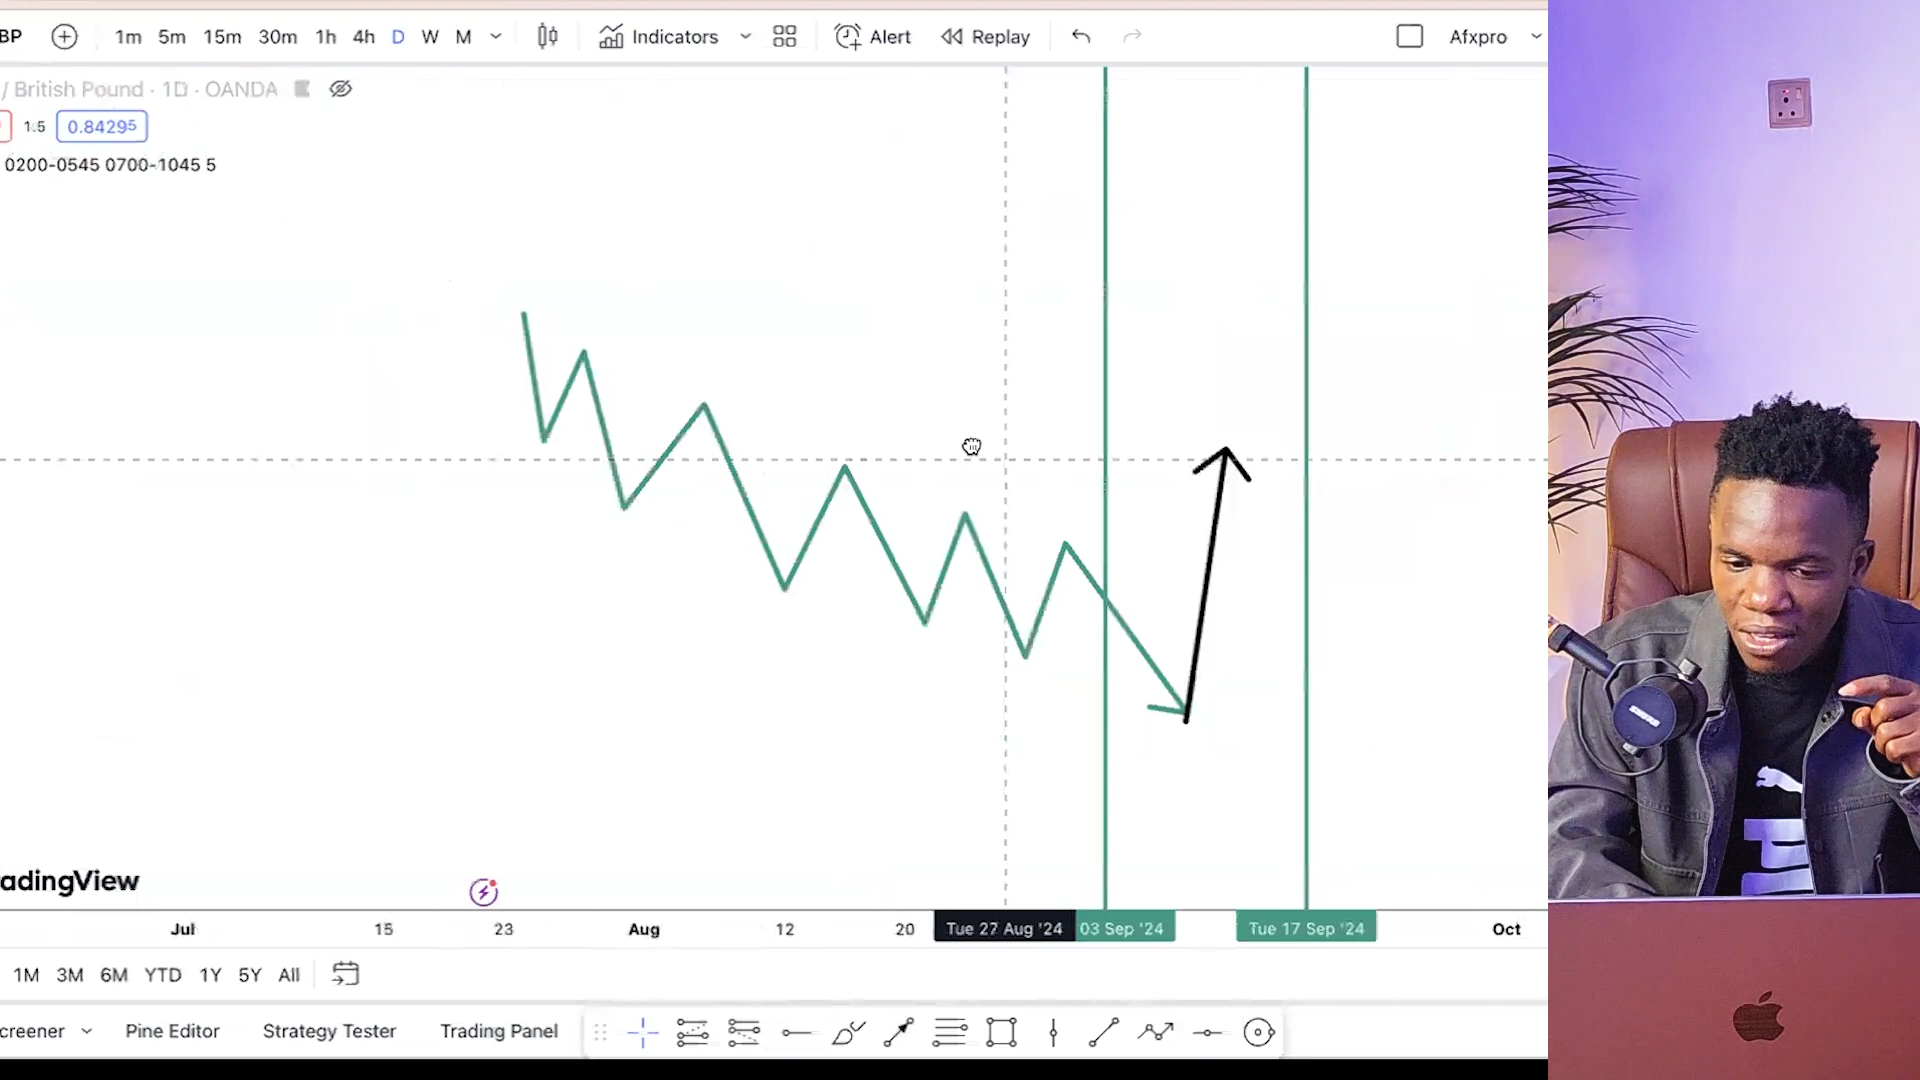 BP 1m 5m 15m 30m 1h 4h D W M Indicators Alert Replay Afxpro
/ British Pound · 1D · OANDA
1.5 0.84295
0200-0545 0700-1045 5
adingView
Jul 15 23 Aug 12 20 Tue 27 Aug '24 03 Sep '24 Tue 17 Sep '24 Oct
1M 3M 6M YTD 1Y 5Y All
creener Pine Editor Strategy Tester Trading Panel
SHURE